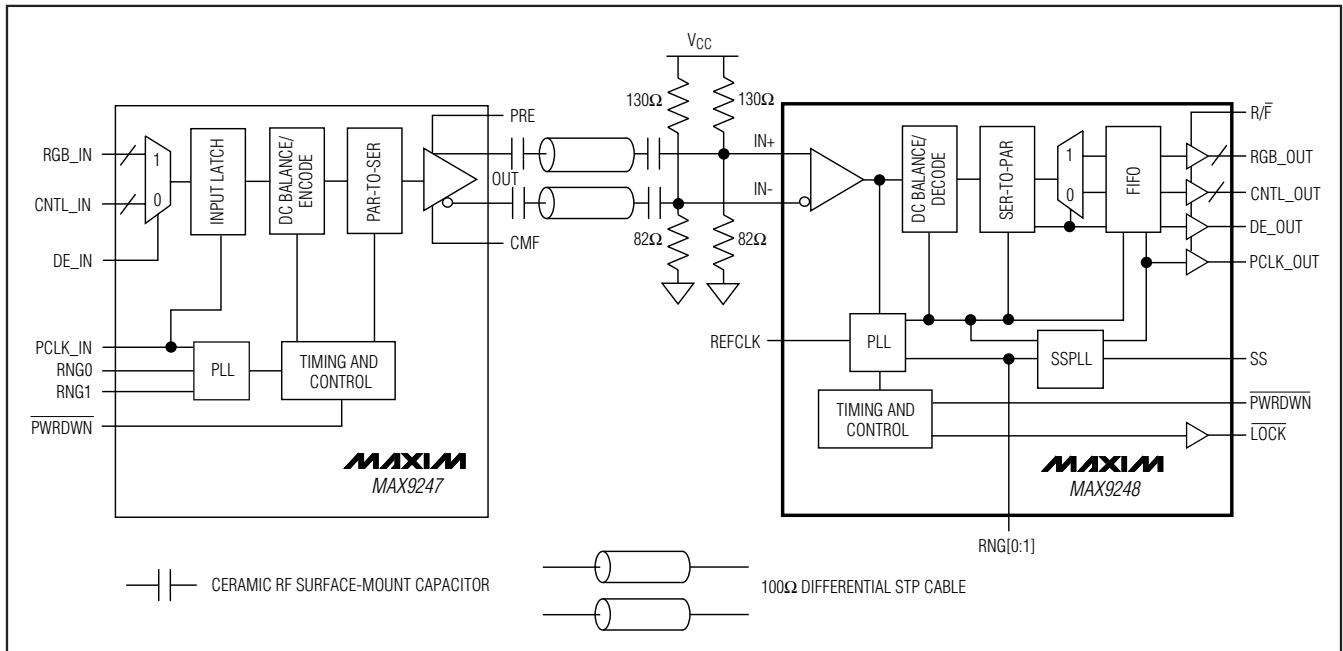 VCC
130Ω
130Ω
PRE
RGB_IN
1
INPUT LATCH
DC BALANCE/
ENCODE
PAR-TO-SER
OUT
CNTL_IN
0
DE_IN
CMF
82Ω
82Ω
PCLK_IN
RNG0
RNG1
PLL
TIMING AND
CONTROL
PWRDWN
MAXIM
MAX9247
IN+
IN-
DC BALANCE/
DECODE
SER-TO-PAR
1
0
FIFO
R/F
RGB_OUT
CNTL_OUT
DE_OUT
PCLK_OUT
REFCLK
PLL
SSPLL
SS
TIMING AND
CONTROL
PWRDWN
LOCK
MAXIM
MAX9248
RNG[0:1]
CERAMIC RF SURFACE-MOUNT CAPACITOR
100Ω DIFFERENTIAL STP CABLE